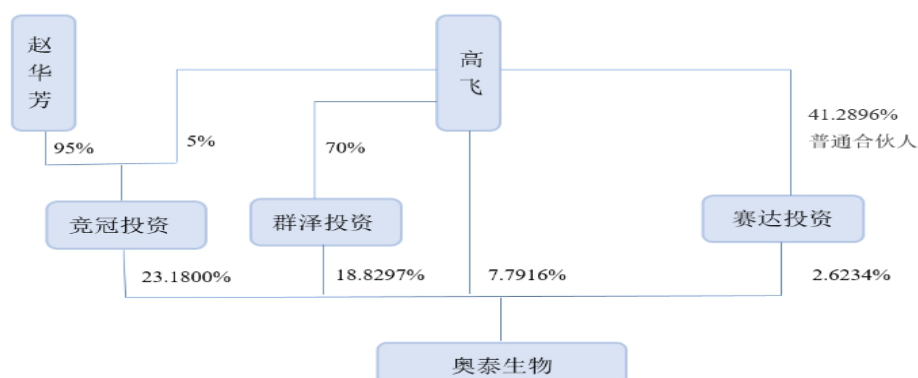 赵华芳
高飞
95%
5%
70%
41.2896%
普通合伙人
竞冠投资
群泽投资
赛达投资
23.1800%
18.8297%
7.7916%
2.6234%
奥泰生物